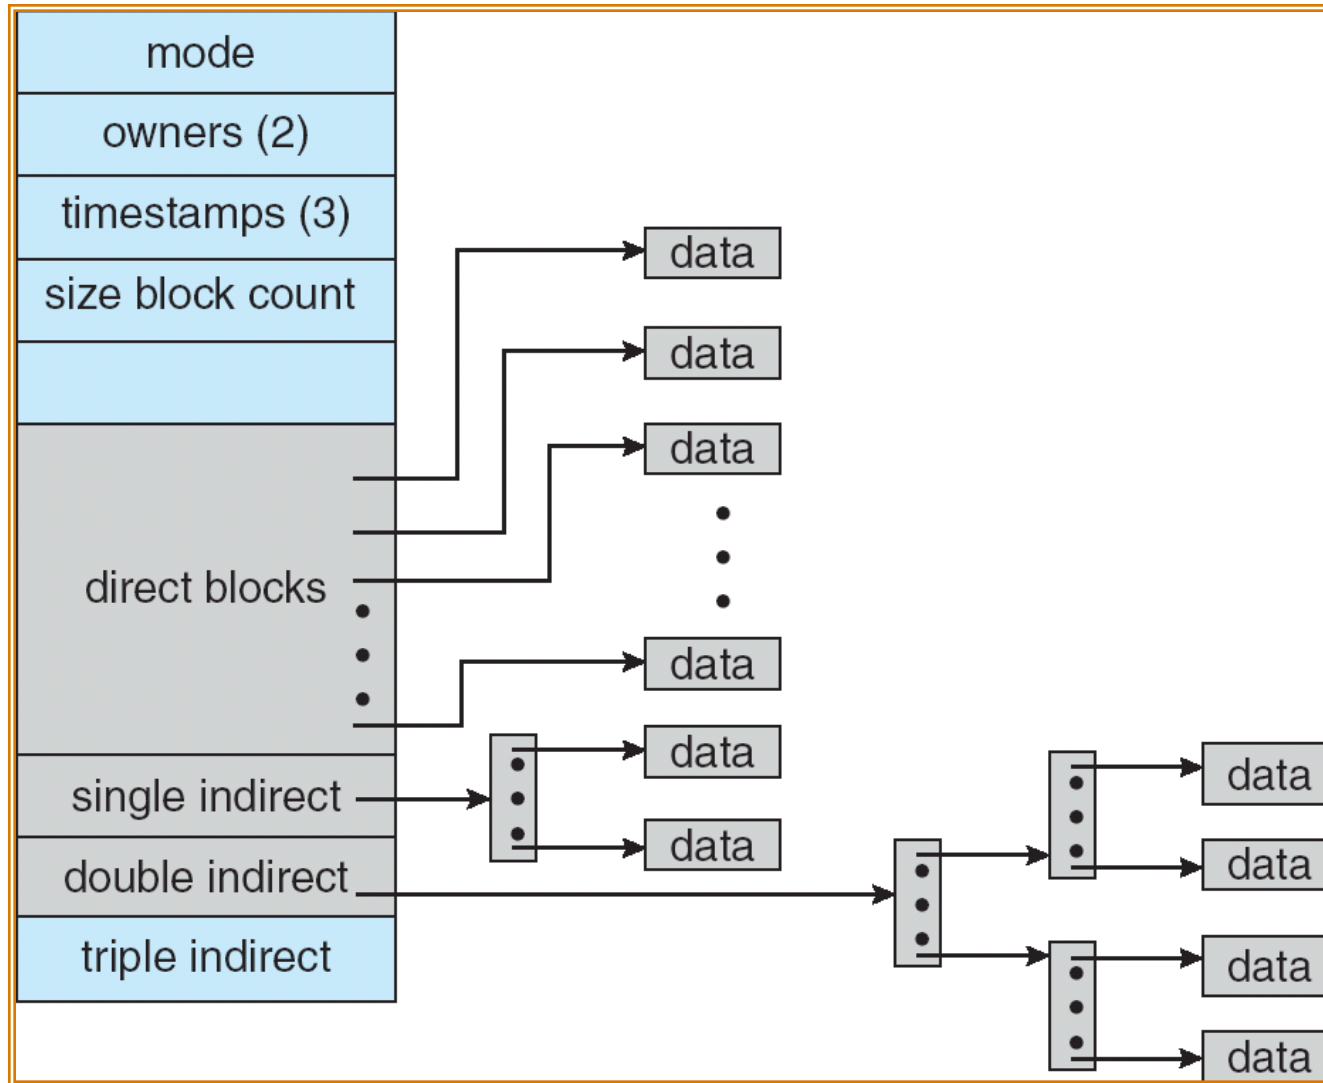 mode
owners (2)
timestamps (3)
size block count
direct blocks
single indirect
double indirect
triple indirect
data
data
data
data
data
data
data
data
data
data